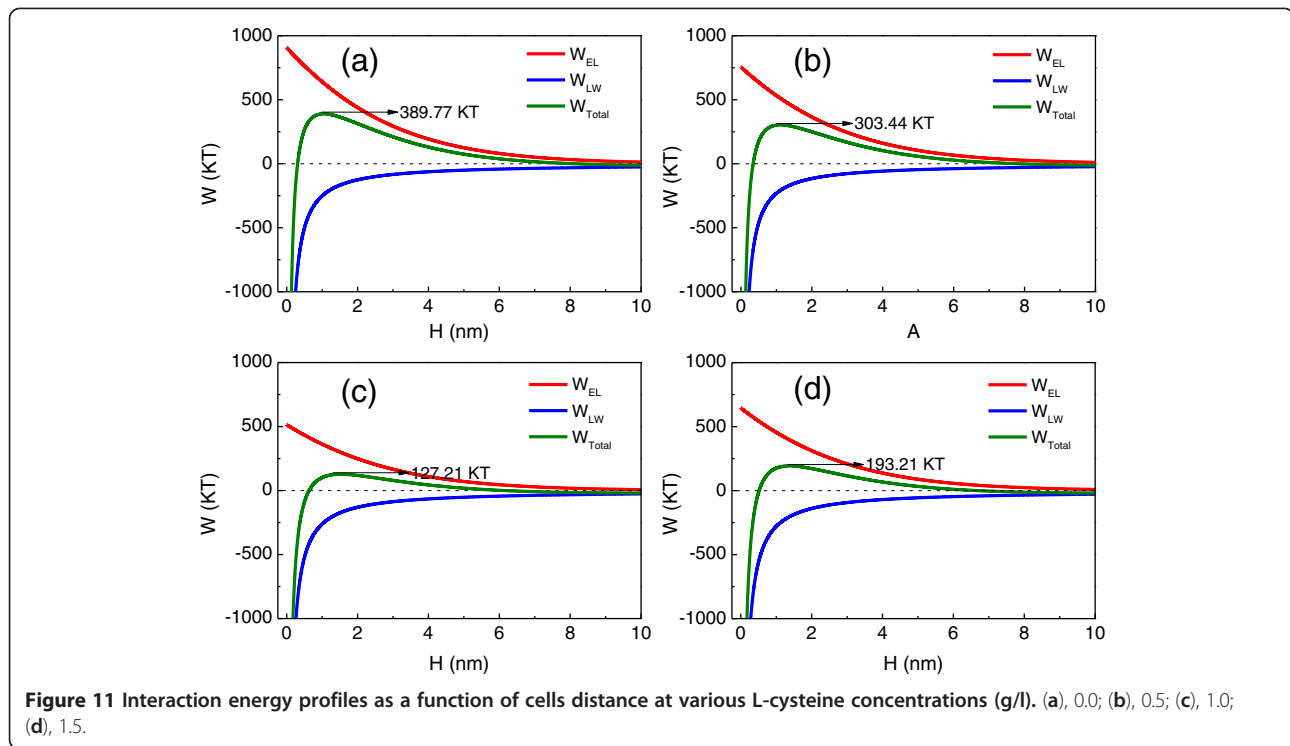 (a)
W_EL
W_LW
W_Total
389.77 KT
W (KT)
1000
500
0
-500
-1000
0 2 4 6 8 10
H (nm)
(b)
W_EL
W_LW
W_Total
303.44 KT
W (KT)
1000
500
0
-500
-1000
0 2 4 6 8 10
A
(c)
W_EL
W_LW
W_Total
127.21 KT
W (KT)
1000
500
0
-500
-1000
0 2 4 6 8 10
H (nm)
(d)
W_EL
W_LW
W_Total
193.21 KT
W (KT)
1000
500
0
-500
-1000
0 2 4 6 8 10
H (nm)
Figure 11 Interaction energy profiles as a function of cells distance at various L-cysteine concentrations (g/l). (a), 0.0; (b), 0.5; (c), 1.0;
(d), 1.5.